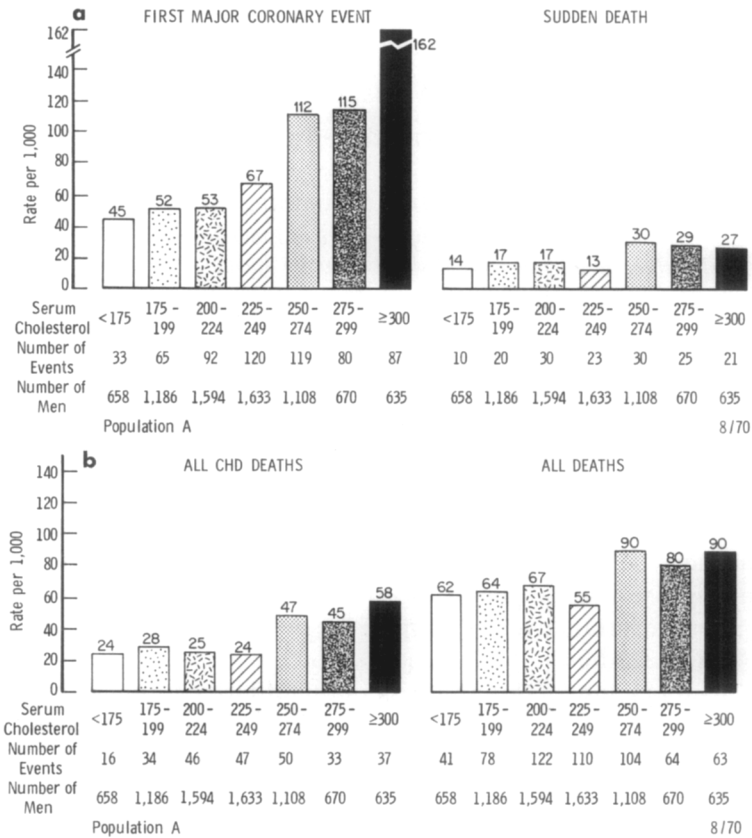 a FIRST MAJOR CORONARY EVENT SUDDEN DEATH
162
140
120
100
80
60
40
20
0
Rate per 1,000
45 52 53 67 112 115 162
14 17 17 13 30 29 27
Serum Cholesterol <175 175-199 200-224 225-249 250-274 275-299 ≥300 <175 175-199 200-224 225-249 250-274 275-299 ≥300
Number of Events 33 65 92 120 119 80 87 10 20 30 23 30 25 21
Number of Men 658 1,186 1,594 1,633 1,108 670 635 658 1,186 1,594 1,633 1,108 670 635
Population A 8/70
b ALL CHD DEATHS ALL DEATHS
140
120
100
80
60
40
20
0
Rate per 1,000
24 28 25 24 47 45 58
62 64 67 55 90 80 90
Serum Cholesterol <175 175-199 200-224 225-249 250-274 275-299 ≥300 <175 175-199 200-224 225-249 250-274 275-299 ≥300
Number of Events 16 34 46 47 50 33 37 41 78 122 110 104 64 63
Number of Men 658 1,186 1,594 1,633 1,108 670 635 658 1,186 1,594 1,633 1,108 670 635
Population A 8/70